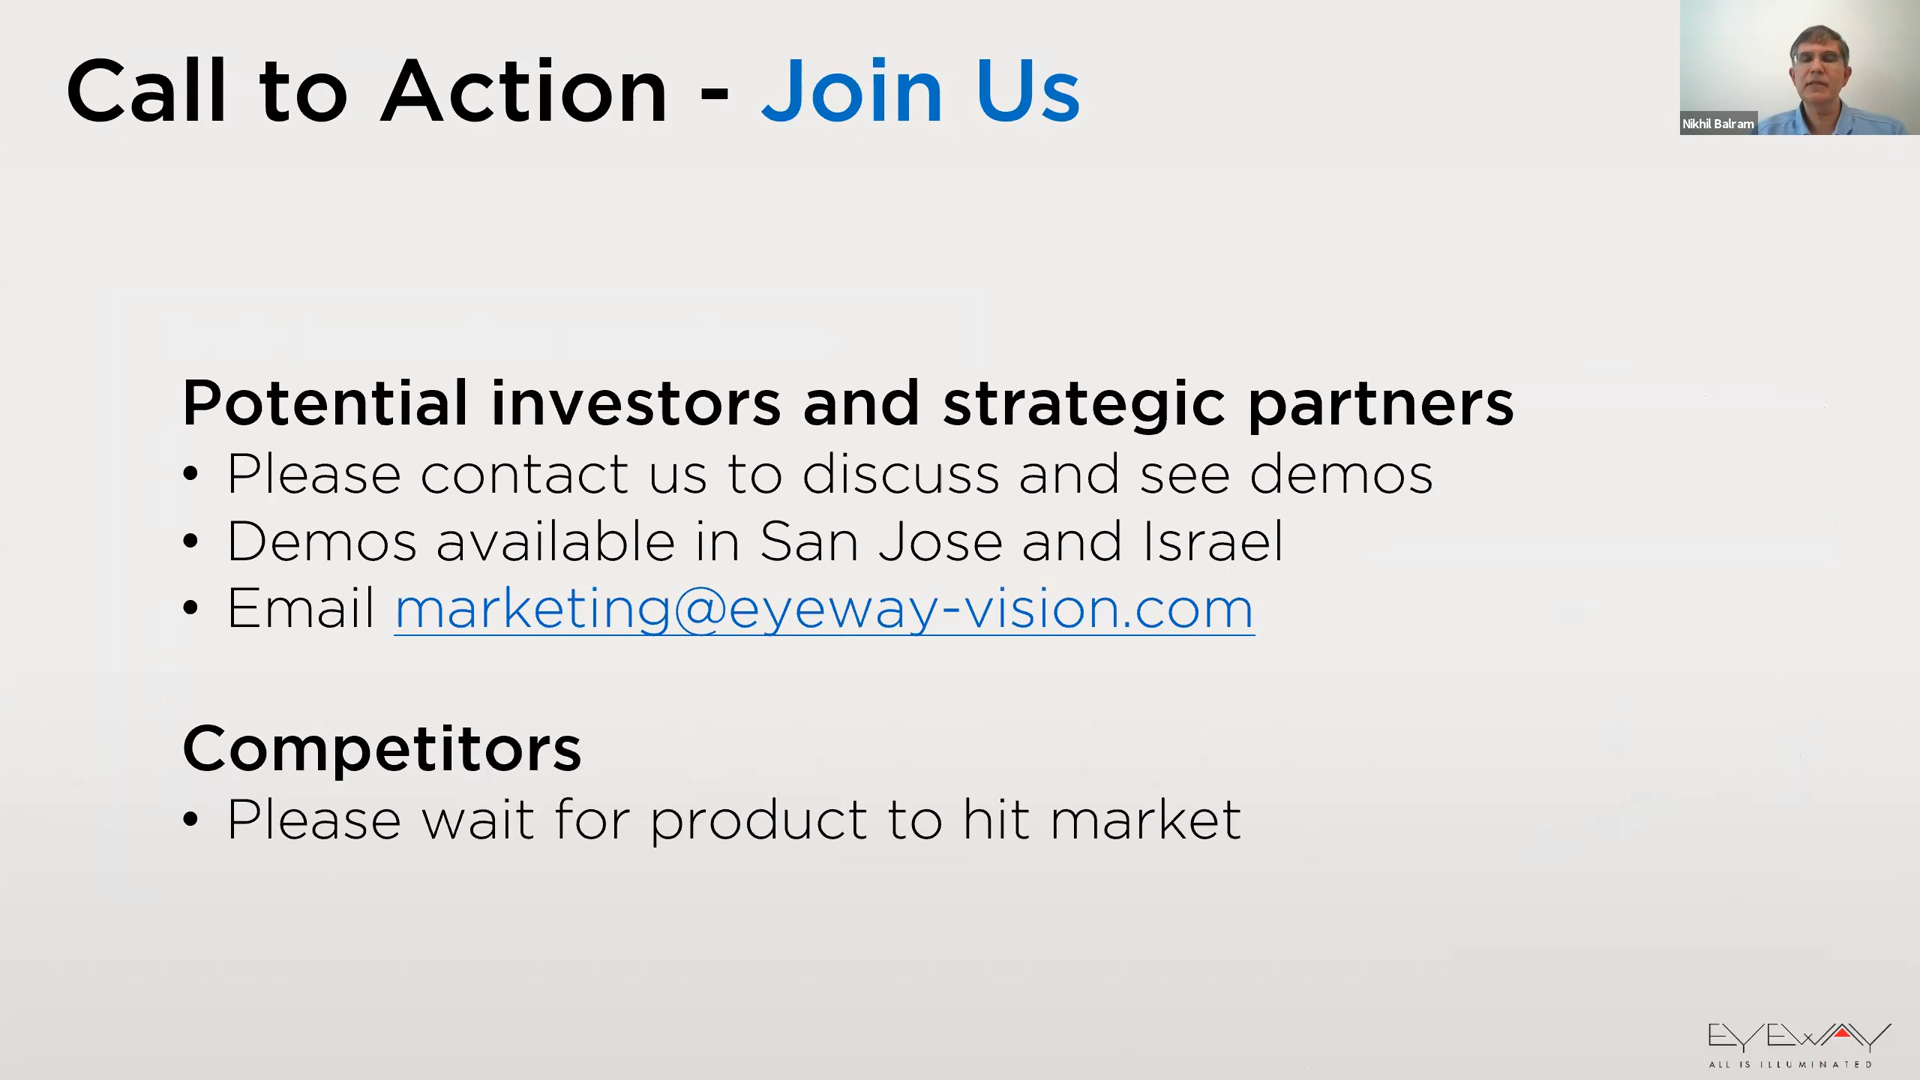 Call to Action - Join Us
Nikhil Balram
Potential investors and strategic partners
• Please contact us to discuss and see demos
• Demos available in San Jose and Israel
• Email marketing@eyeway-vision.com
Competitors
• Please wait for product to hit market
EYEWAY
ALL IS ILLUMINATED